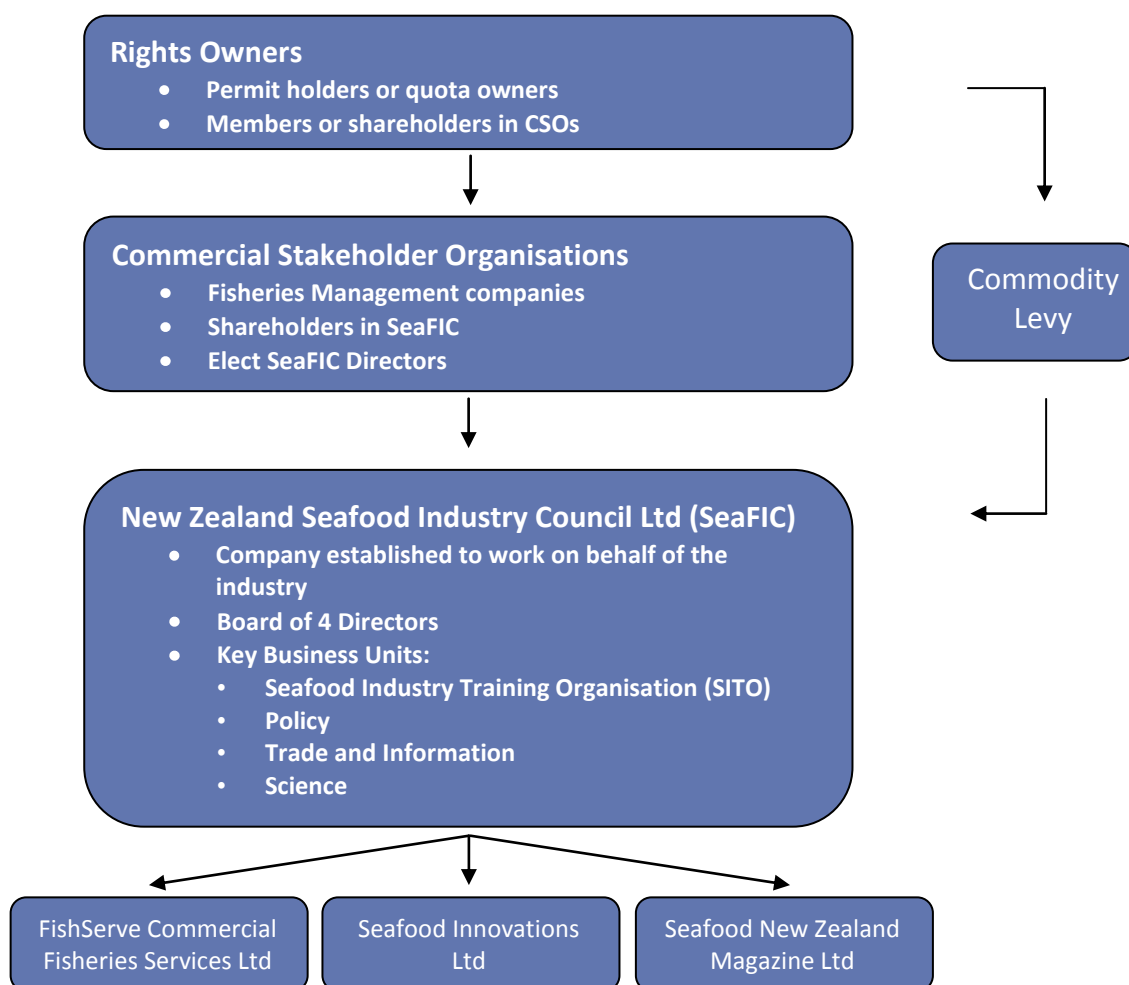 Rights Owners
• Permit holders or quota owners
• Members or shareholders in CSOs
Commercial Stakeholder Organisations
• Fisheries Management companies
• Shareholders in SeaFIC
• Elect SeaFIC Directors
Commodity
Levy
New Zealand Seafood Industry Council Ltd (SeaFIC)
• Company established to work on behalf of the
industry
• Board of 4 Directors
• Key Business Units:
• Seafood Industry Training Organisation (SITO)
• Policy
• Trade and Information
• Science
FishServe Commercial
Fisheries Services Ltd
Seafood Innovations
Ltd
Seafood New Zealand
Magazine Ltd